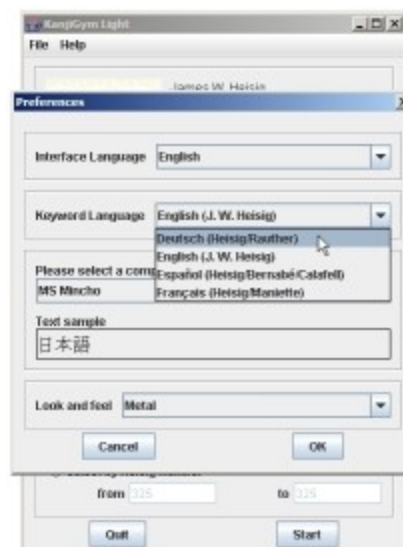 KanjiGym Light
File Help
James W. Heisig
Preferences
Interface Language English
Keyword Language English (J. W. Heisig)
Deutsch (Heisig/Rauther)
English (J. W. Heisig)
Español (Heisig/Bernabé/Calafell)
Français (Heisig/Maniette)
Please select a comp
MS Mincho
Text sample
日本語
Look and feel Metal
Cancel OK
from 325 to 325
Quit Start